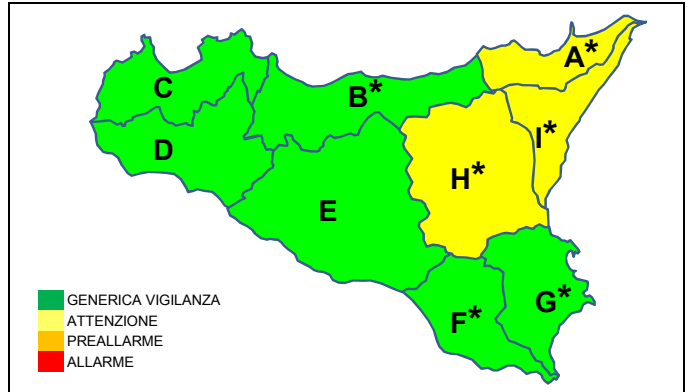 A*
C
B*
I*
D
H*
E
G*
F*
GENERICA VIGILANZA
ATTENZIONE
PREALLARME
ALLARME